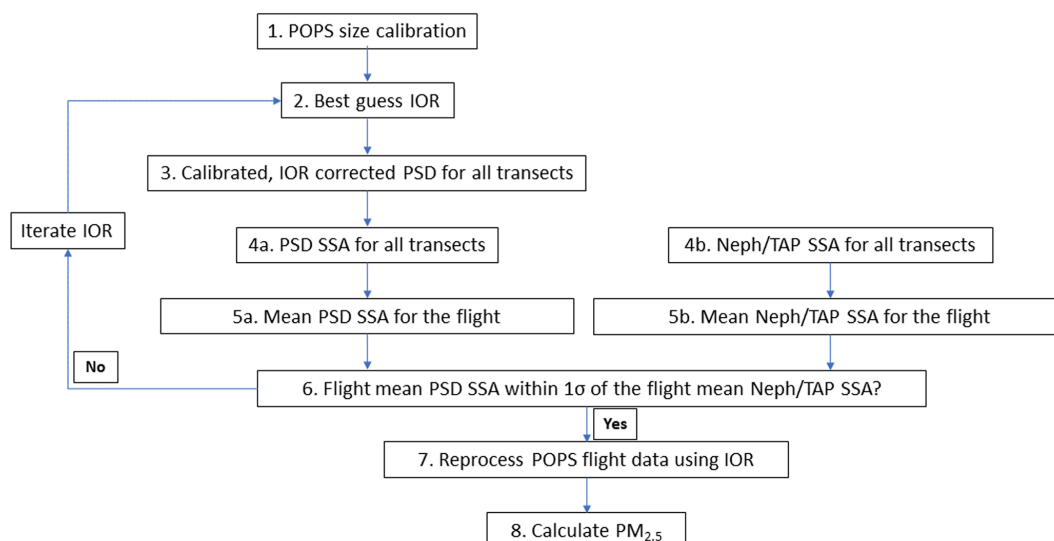 1. POPS size calibration
2. Best guess IOR
3. Calibrated, IOR corrected PSD for all transects
Iterate IOR
4a. PSD SSA for all transects
4b. Neph/TAP SSA for all transects
5a. Mean PSD SSA for the flight
5b. Mean Neph/TAP SSA for the flight
No
6. Flight mean PSD SSA within 1σ of the flight mean Neph/TAP SSA?
Yes
7. Reprocess POPS flight data using IOR
8. Calculate PM2.5